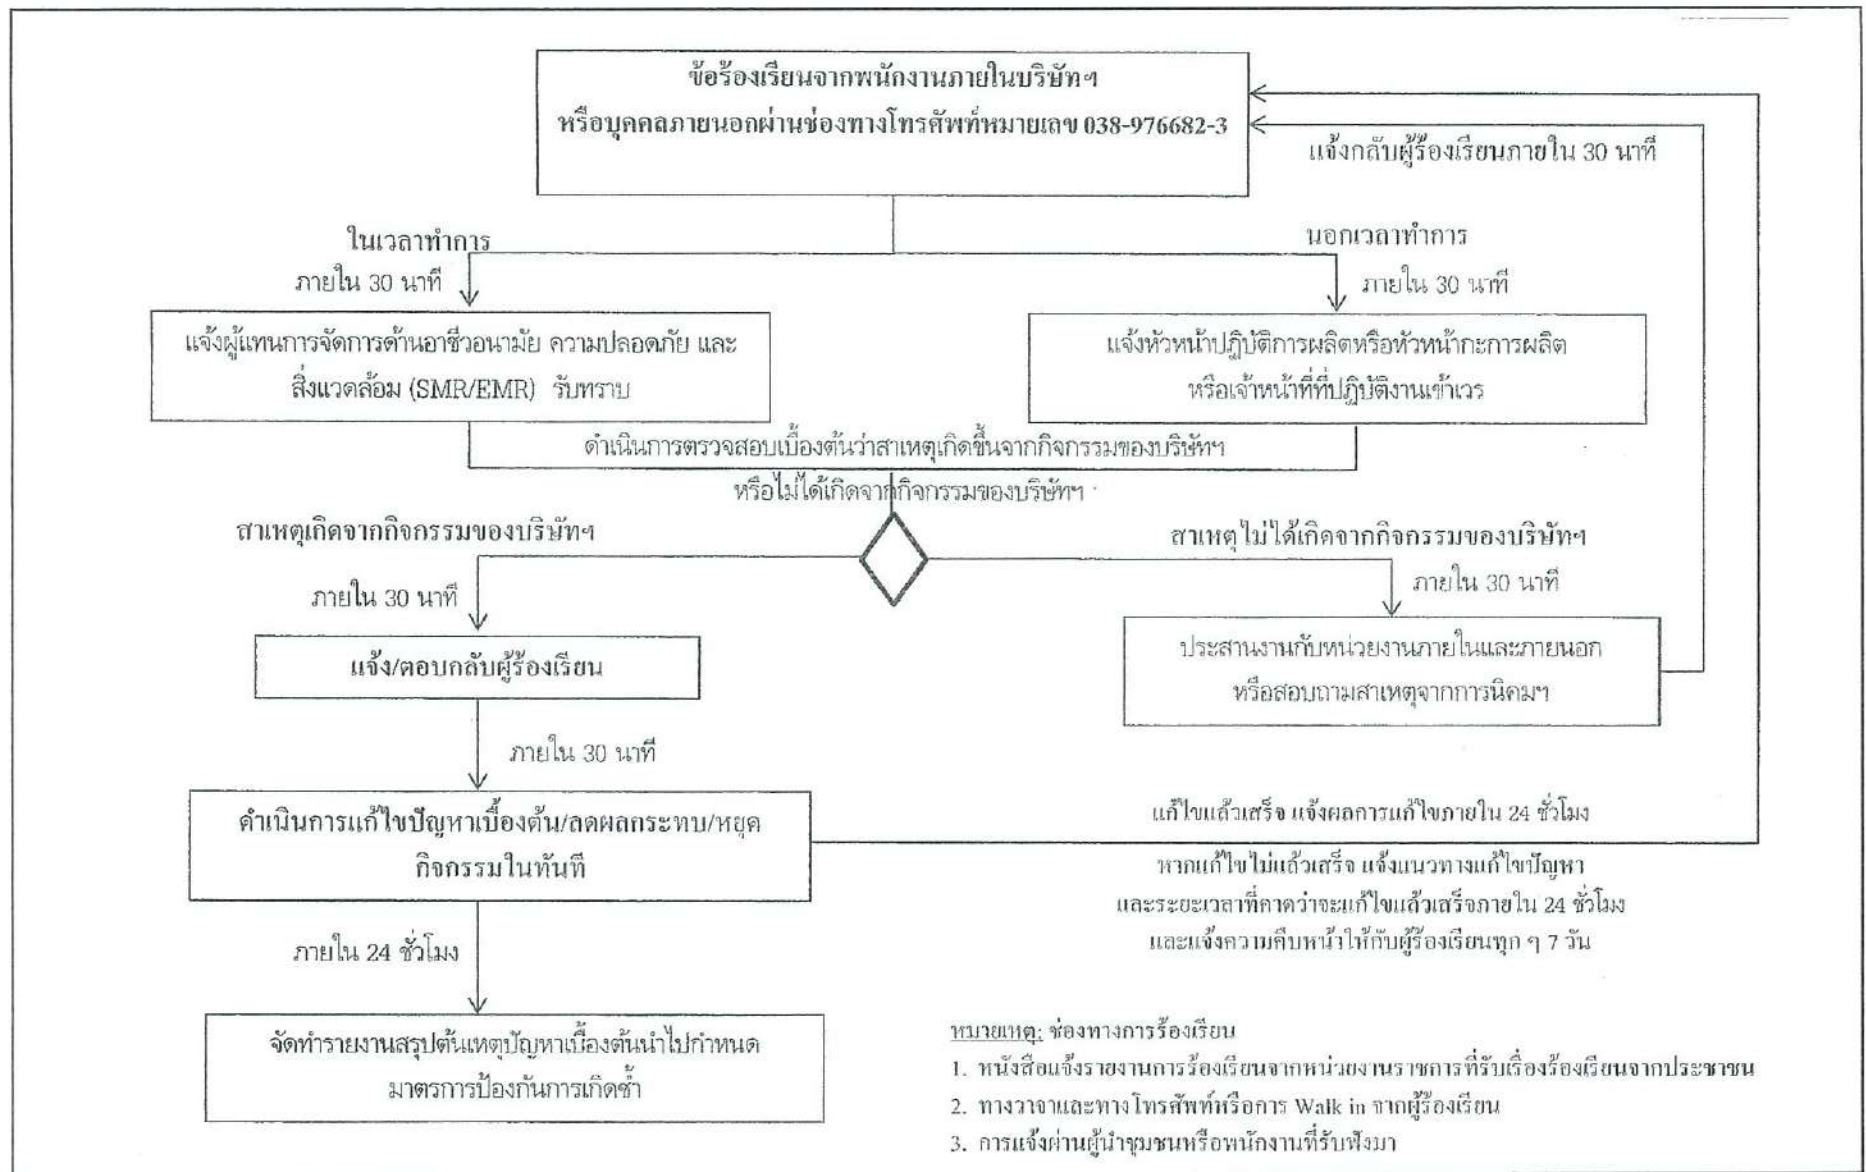 ข้อร้องเรียนจากพนักงานภายในบริษัทฯ
หรือบุคคลภายนอกผ่านช่องทางโทรศัพท์หมายเลข 038-976682-3
แจ้งกลับผู้ร้องเรียนภายใน 30 นาที
ในเวลาทำการ
นอกเวลาทำการ
ภายใน 30 นาที
ภายใน 30 นาที
แจ้งผู้แทนการจัดการด้านอาชีวอนามัย ความปลอดภัย และ
สิ่งแวดล้อม (SMR/EMR) รับทราบ
แจ้งหัวหน้าปฏิบัติการผลิตหรือหัวหน้ากะการผลิต
หรือเจ้าหน้าที่ที่ปฏิบัติงานเข้าเวร
ดำเนินการตรวจสอบเบื้องต้นว่าสาเหตุเกิดขึ้นจากกิจกรรมของบริษัทฯ
หรือไม่ได้เกิดจากกิจกรรมของบริษัทฯ
สาเหตุเกิดจากกิจกรรมของบริษัทฯ
สาเหตุไม่ได้เกิดจากกิจกรรมของบริษัทฯ
ภายใน 30 นาที
ภายใน 30 นาที
แจ้ง/ตอบกลับผู้ร้องเรียน
ประสานงานกับหน่วยงานภายในและภายนอก
หรือสอบถามสาเหตุจากการนิคมฯ
ภายใน 30 นาที
ดำเนินการแก้ไขปัญหาเบื้องต้น/ลดผลกระทบ/หยุด
กิจกรรมในทันที
แก้ไขแล้วเสร็จ แจ้งผลการแก้ไขภายใน 24 ชั่วโมง
หากแก้ไขไม่แล้วเสร็จ แจ้งแนวทางแก้ไขปัญหา
และระยะเวลาที่คาดว่าจะแก้ไขแล้วเสร็จภายใน 24 ชั่วโมง
และแจ้งความคืบหน้าให้กับผู้ร้องเรียนทุก ๆ 7 วัน
ภายใน 24 ชั่วโมง
จัดทำรายงานสรุปต้นเหตุปัญหาเบื้องต้นนำไปกำหนด
มาตรการป้องกันการเกิดซ้ำ
หมายเหตุ: ช่องทางการร้องเรียน
1. หนังสือแจ้งรายงานการร้องเรียนจากหน่วยงานราชการที่รับเรื่องร้องเรียนจากประชาชน
2. ทางวาจาและทางโทรศัพท์หรือการ Walk in จากผู้ร้องเรียน
3. การแจ้งผ่านผู้นำชุมชนหรือพนักงานที่รับฟังมา